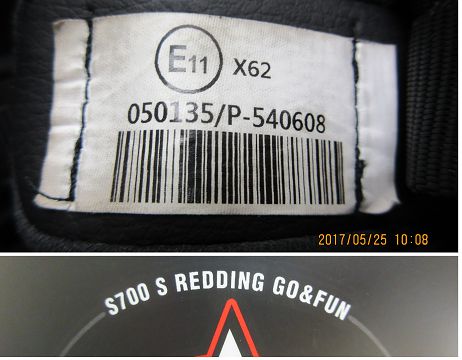 E11 X62
050135/P-540608
2017/05/25 10:08
S700 S REDDING GO&FUN